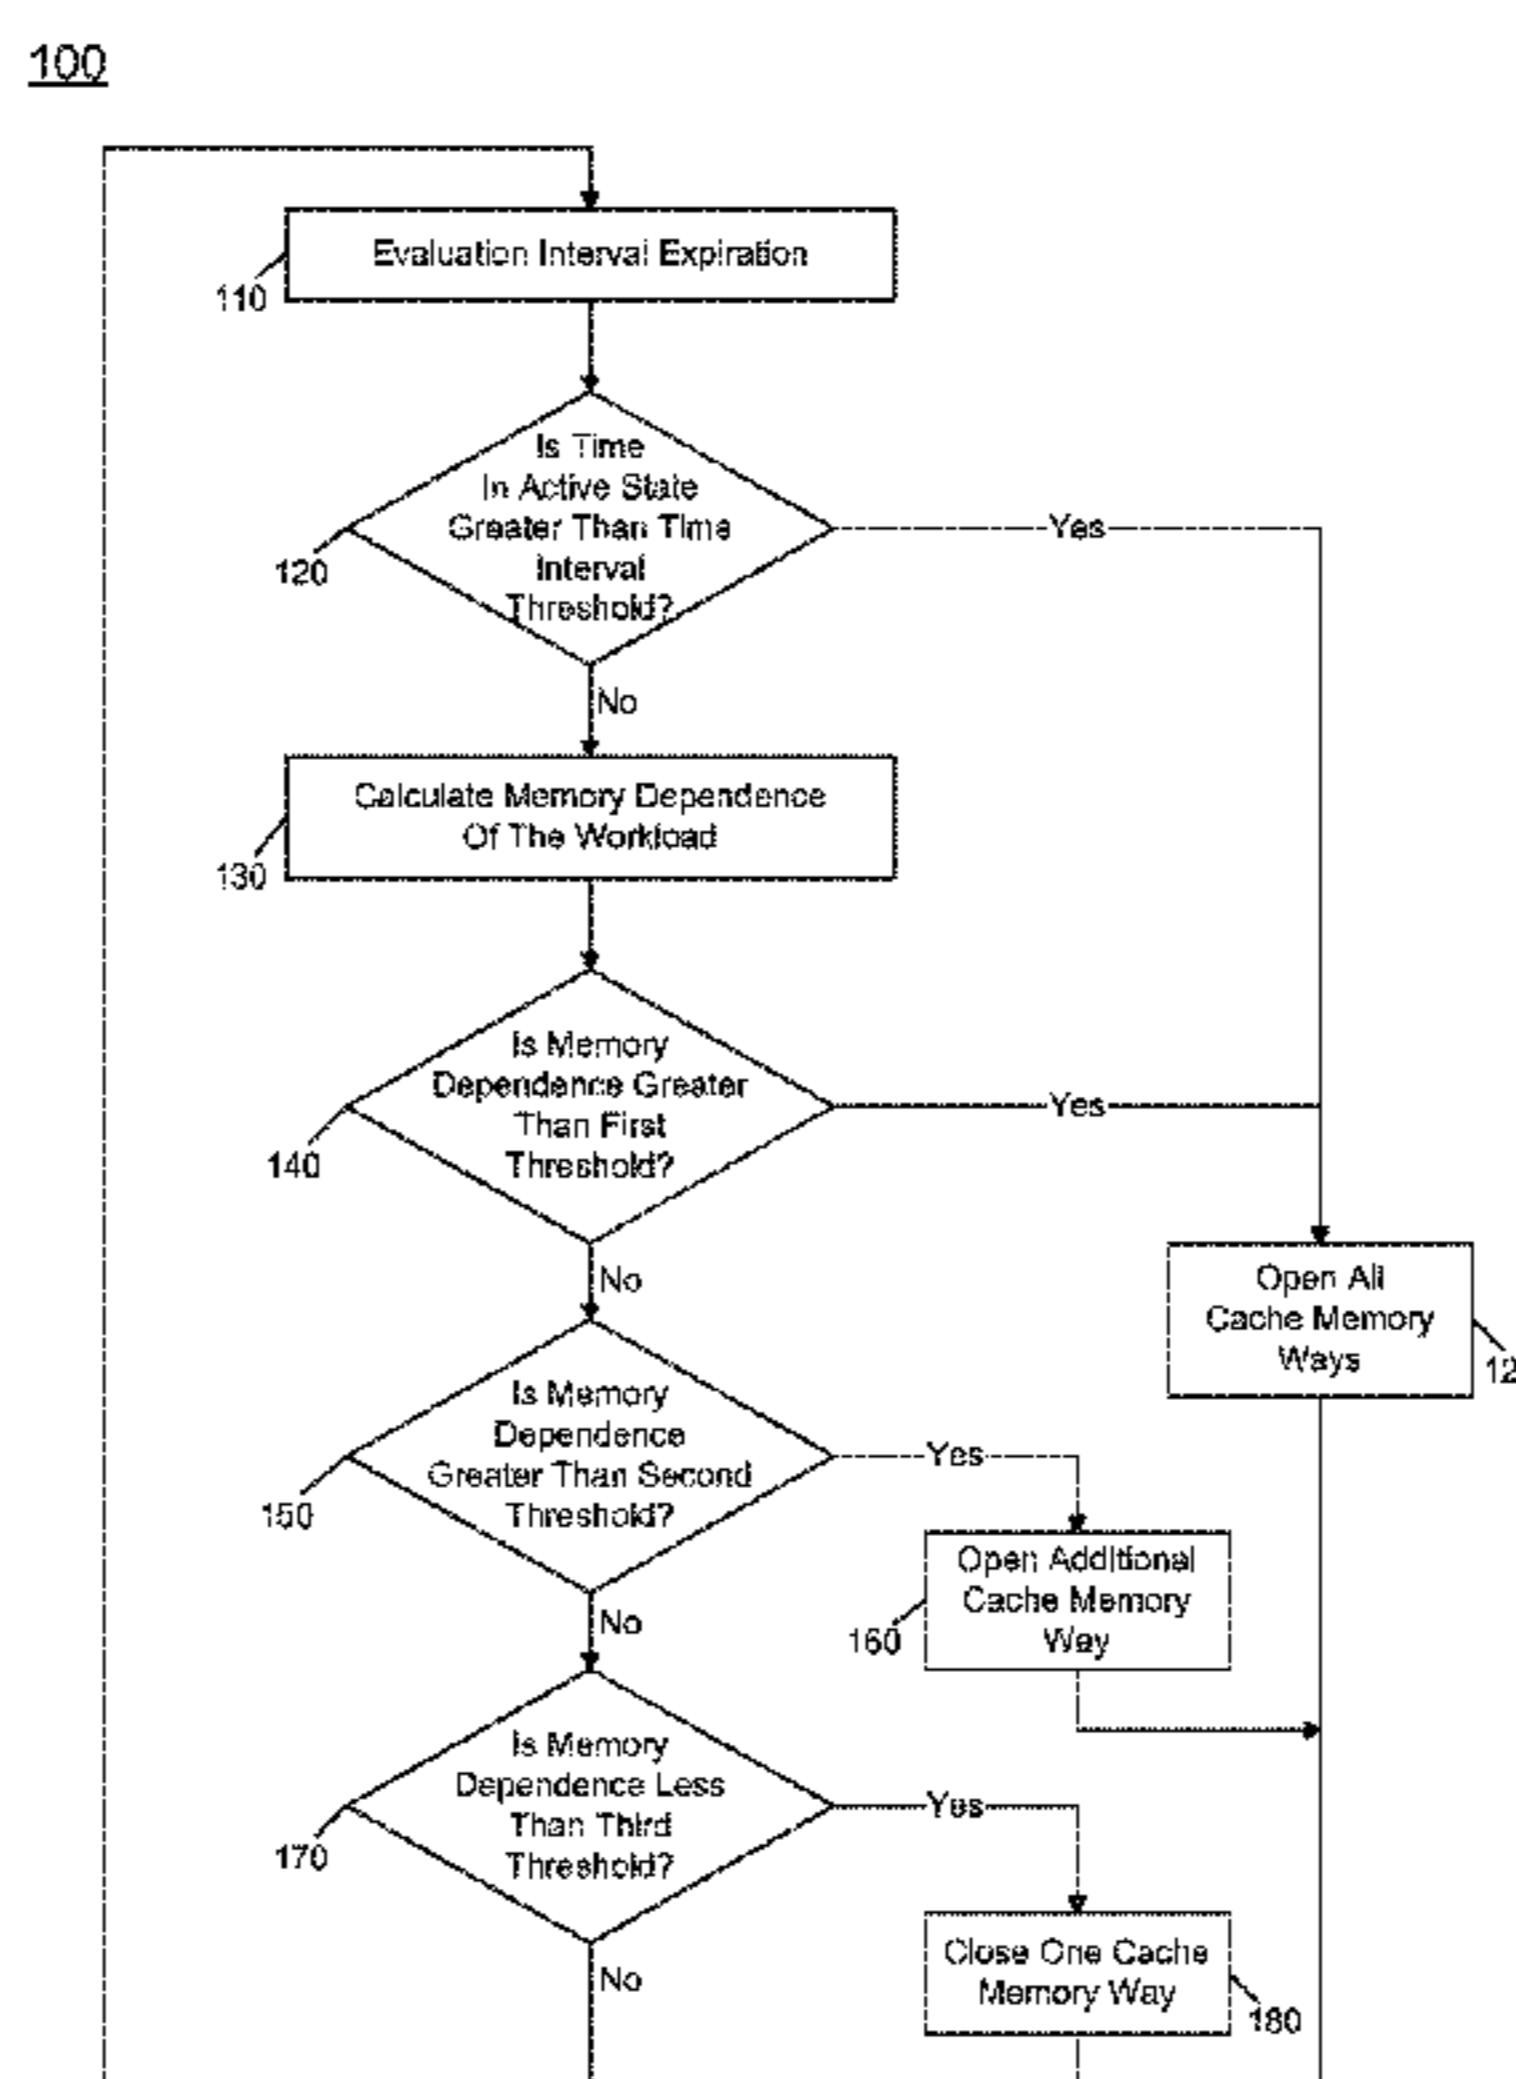 100
Evaluation Interval Expiration
110
Is Time
In Active State
Greater Than Time
Interval
Threshold?
Yes
120
No
Calculate Memory Dependence
Of The Workload
130
Is Memory
Dependence Greater
Than First
Threshold?
Yes
140
No
Open All
Cache Memory
Ways
12
Is Memory
Dependence
Greater Than Second
Threshold?
Yes
150
Open Additional
Cache Memory
Way
160
No
Is Memory
Dependence Less
Than Third
Threshold?
Yes
170
Close One Cache
Memory Way
180
No